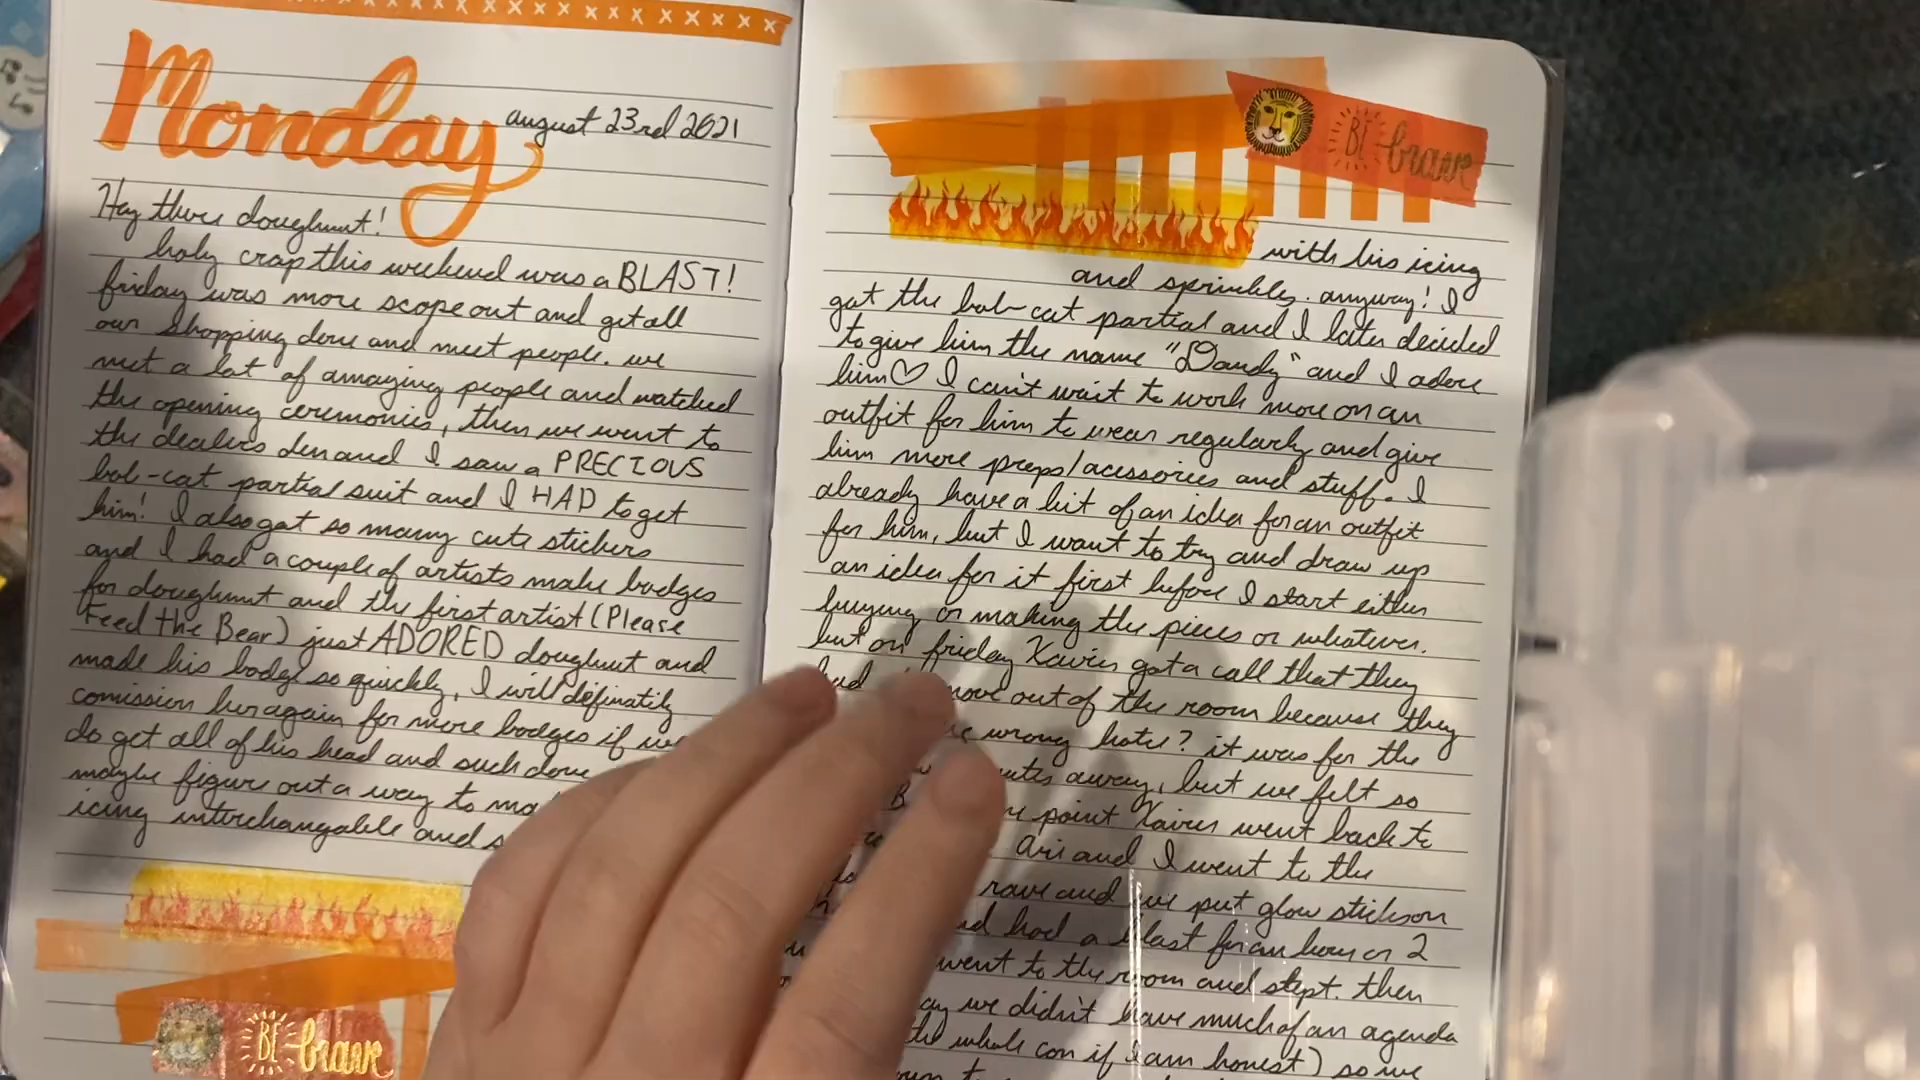 Monday
august 23rd 2021
Hey there doughnut!
holy crap this weekend was a BLAST!
friday was more scope out and get all
our shopping done and meet people. we
met a lot of amazing people and watched
the opening ceremonies, then we went to
the dealers den and I saw a PRECIOUS
bob-cat partial suit and I HAD to get
him! I also got so many cute stickers
and I had a couple of artists make badges
for doughnut and the first artist (Please
Feed the Bear) just ADORED doughnut and
made his badge so quickly, I will definatily
comission her again for more badges if we
do get all of his head and such done
maybe figure out a way to
icing interchangable and
BE brave
BE brave
with his icing
and sprinkles. anyway! I
got the bob-cat partial and I later decided
to give him the name "Dandy" and I adore
him♡ I can't wait to work more on an
outfit for him to wear regularly and give
him more props/acessories and stuff. I
already have a bit of an idea for an outfit
for him, but I want to try and draw up
an idea for it first before I start either
buying or making the pieces or whatever.
but on friday Xavier got a call that they
had move out of the room because they
wrong hotel? it was for the
away, but we felt so
point Xavier went back to
Ari and I went to the
rave and we put glow sticks on
had a blast for an hour or 2
went to the room and slept. then
we didn't have much of an agenda
the whole con if I am honest) so we